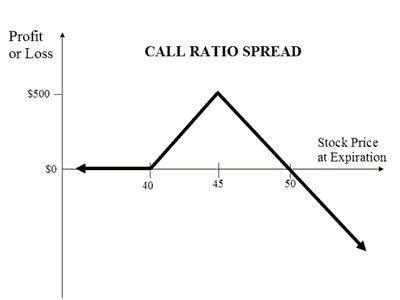 Profit
or Loss
CALL RATIO SPREAD
$500
Stock Price
at Expiration
$0
40
45
50